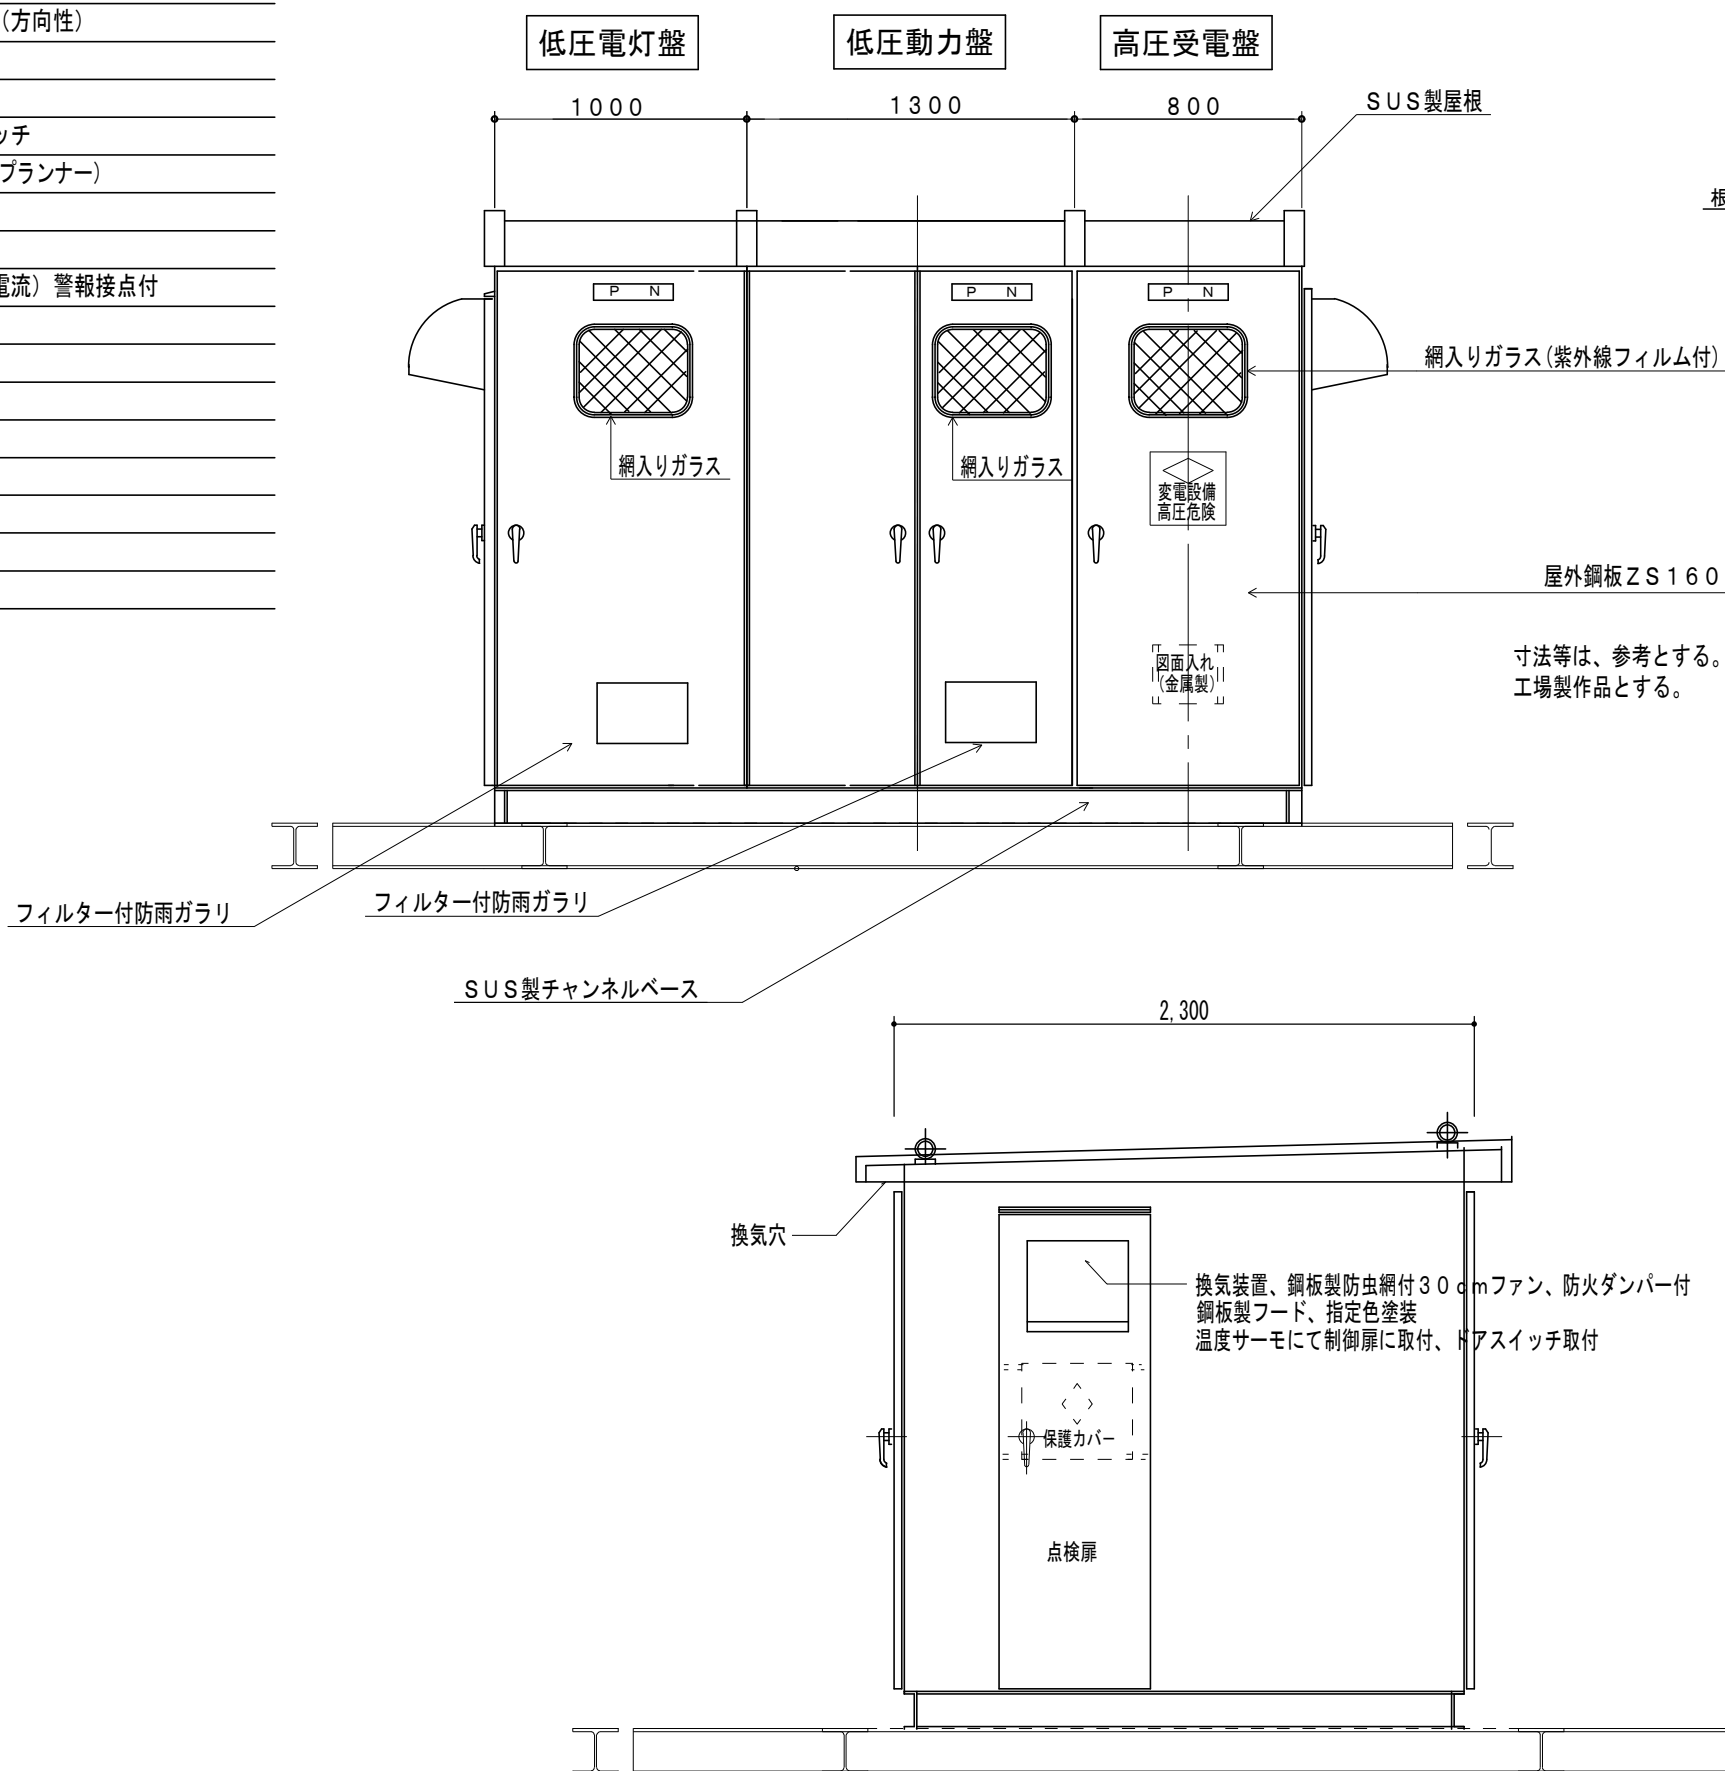 (方向性)
ッチ
プランナー)
電流) 警報接点付
低圧電灯盤
低圧動力盤
高圧受電盤
1000
1300
800
SUS製屋根
根
P N
P N
P N
網入りガラス(紫外線フィルム付)
網入りガラス
網入りガラス
変電設備
高圧危険
屋外鋼板ZS160
図面入れ
(金属製)
寸法等は、参考とする。
工場製作品とする。
フィルター付防雨ガラリ
フィルター付防雨ガラリ
SUS製チャンネルベース
2,300
換気穴
換気装置、鋼板製防虫網付30cmファン、防火ダンパー付
鋼板製フード、指定色塗装
温度サーモにて制御扉に取付、ドアスイッチ取付
保護カバー
点検扉